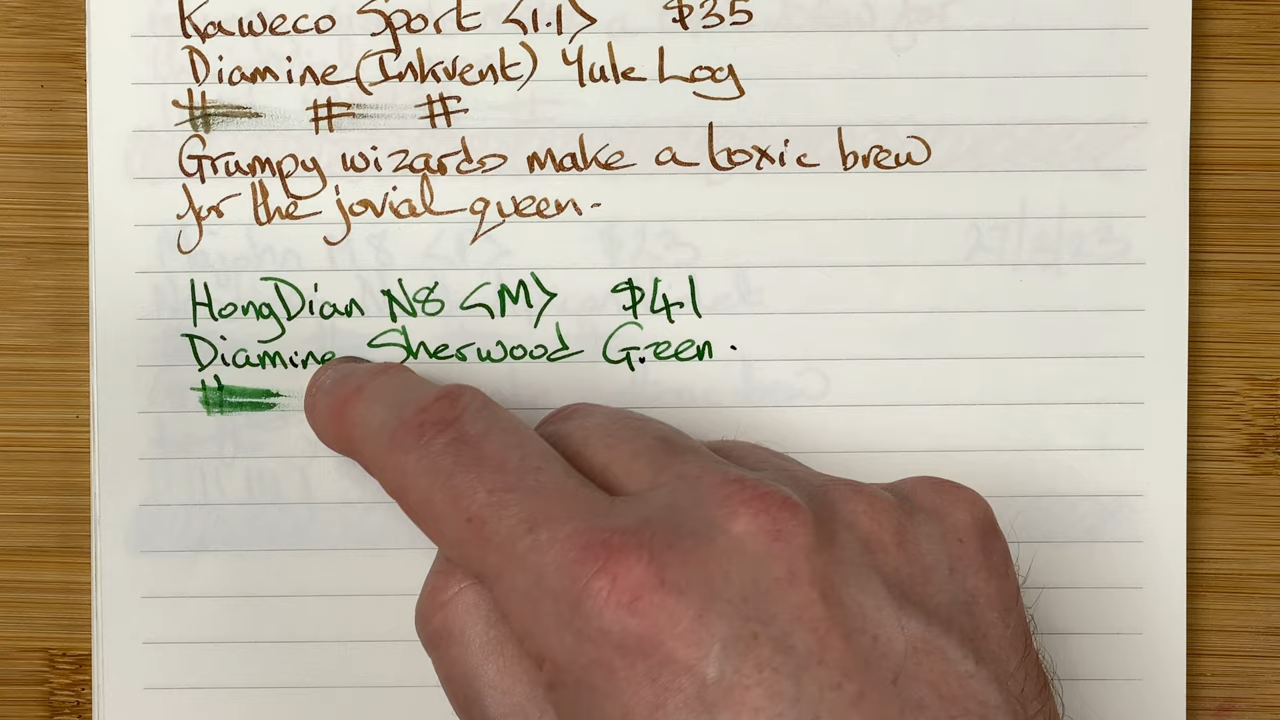 Kaweco Sport <1.1> $35
Diamine (Inkvent) Yule Log
# # #
Grumpy wizards make a toxic brew
for the jovial queen.
HongDian N8 <M> $41
Diamine Sherwood Green.
#